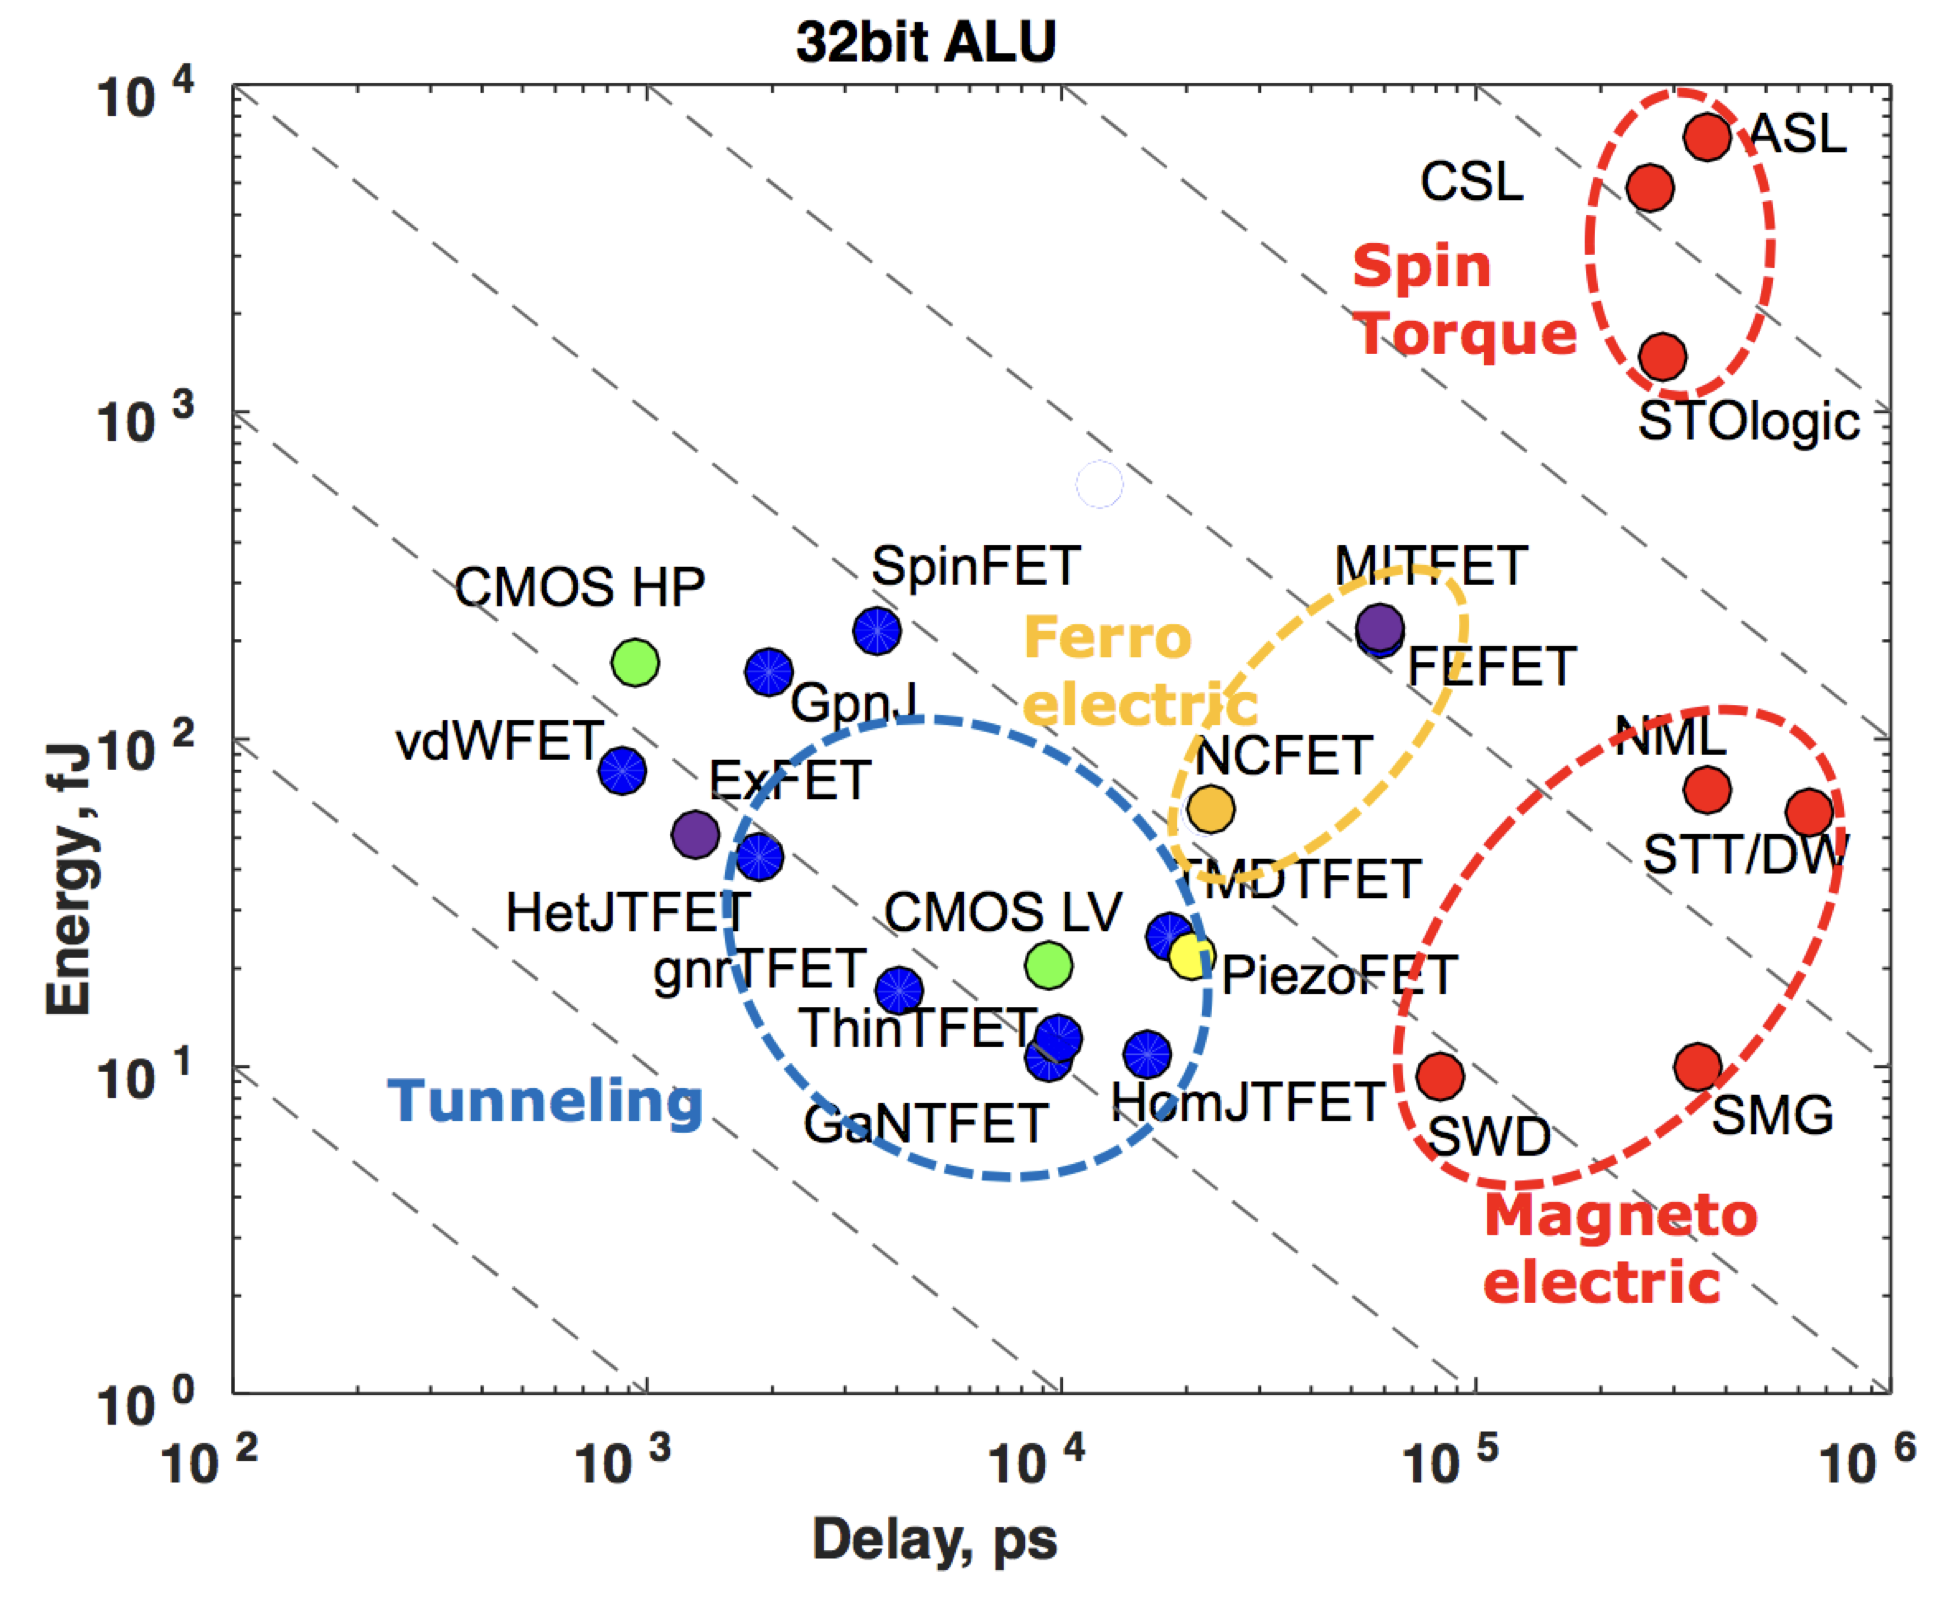 32bit ALU
10 4
ASL
CSL
Spin
Torque
10 3
STOlogic
SpinFET
MITFET
CMOS HP
Ferro
electric
FEFET
GpnJ
10 2
vdWFET
NCFET
NML
ExFET
STT/DW
TMDTFET
HetJTFET
CMOS LV
gnrTFET
PiezoFET
ThinTFET
10 1
Tunneling
GaNTFET
HomJTFET
SWD
SMG
Magneto
electric
10 0
Energy, fJ
10 2
10 3
10 4
10 5
10 6
Delay, ps